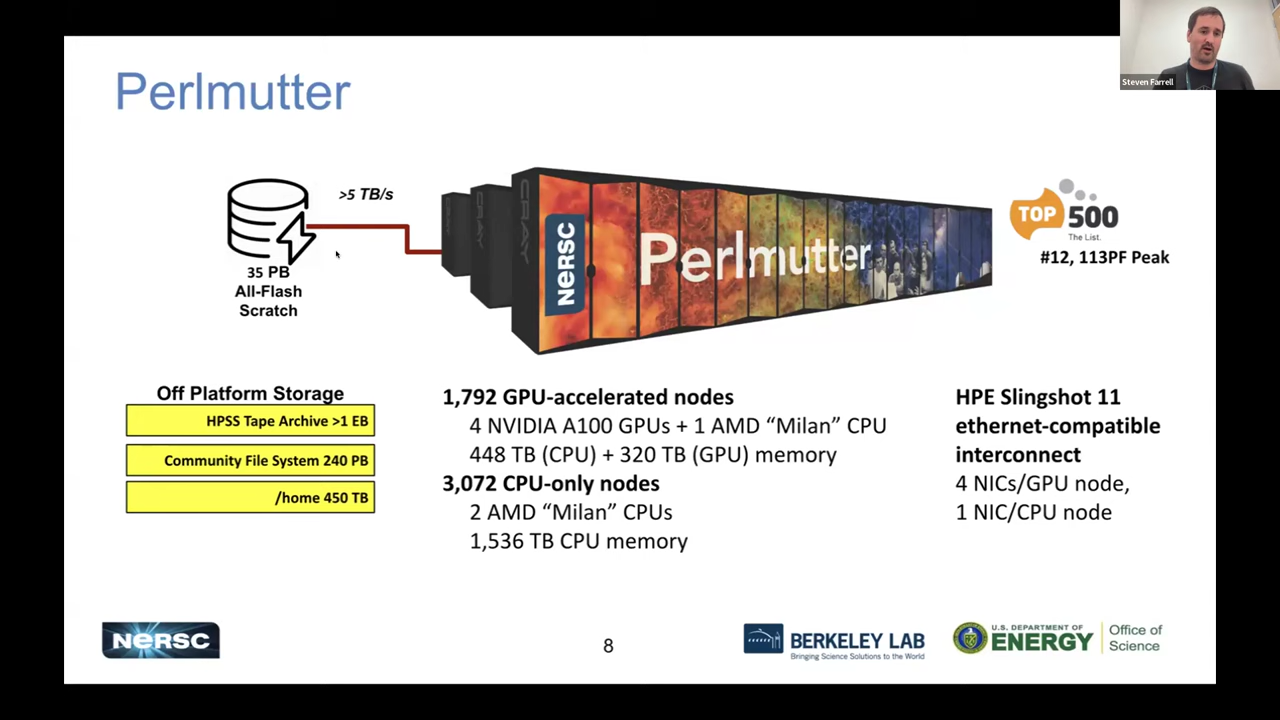 Steven Farrell
Perlmutter
>5 TB/s
35 PB
All-Flash
Scratch
CRAY
CRAY
CRAY
NERSC
Perlmutter
TOP 500
The List.
#12, 113PF Peak
Off Platform Storage
HPSS Tape Archive >1 EB
Community File System 240 PB
/home 450 TB
1,792 GPU-accelerated nodes
4 NVIDIA A100 GPUs + 1 AMD “Milan” CPU
448 TB (CPU) + 320 TB (GPU) memory
3,072 CPU-only nodes
2 AMD “Milan” CPUs
1,536 TB CPU memory
HPE Slingshot 11
ethernet-compatible
interconnect
4 NICs/GPU node,
1 NIC/CPU node
NERSC
8
BERKELEY LAB
Bringing Science Solutions to the World
U.S. DEPARTMENT OF
ENERGY
Office of
Science